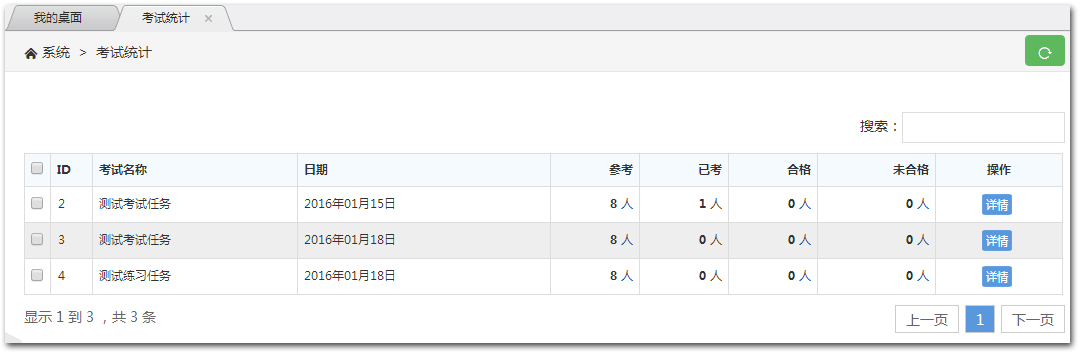 我的桌面 考试统计 ×
系统 > 考试统计
搜索：
ID 考试名称 日期 参考 已考 合格 未合格 操作
2 测试考试任务 2016年01月15日 8 人 1 人 0 人 0 人 详情
3 测试考试任务 2016年01月18日 8 人 0 人 0 人 0 人 详情
4 测试练习任务 2016年01月18日 8 人 0 人 0 人 0 人 详情
显示 1 到 3 ，共 3 条 上一页 1 下一页